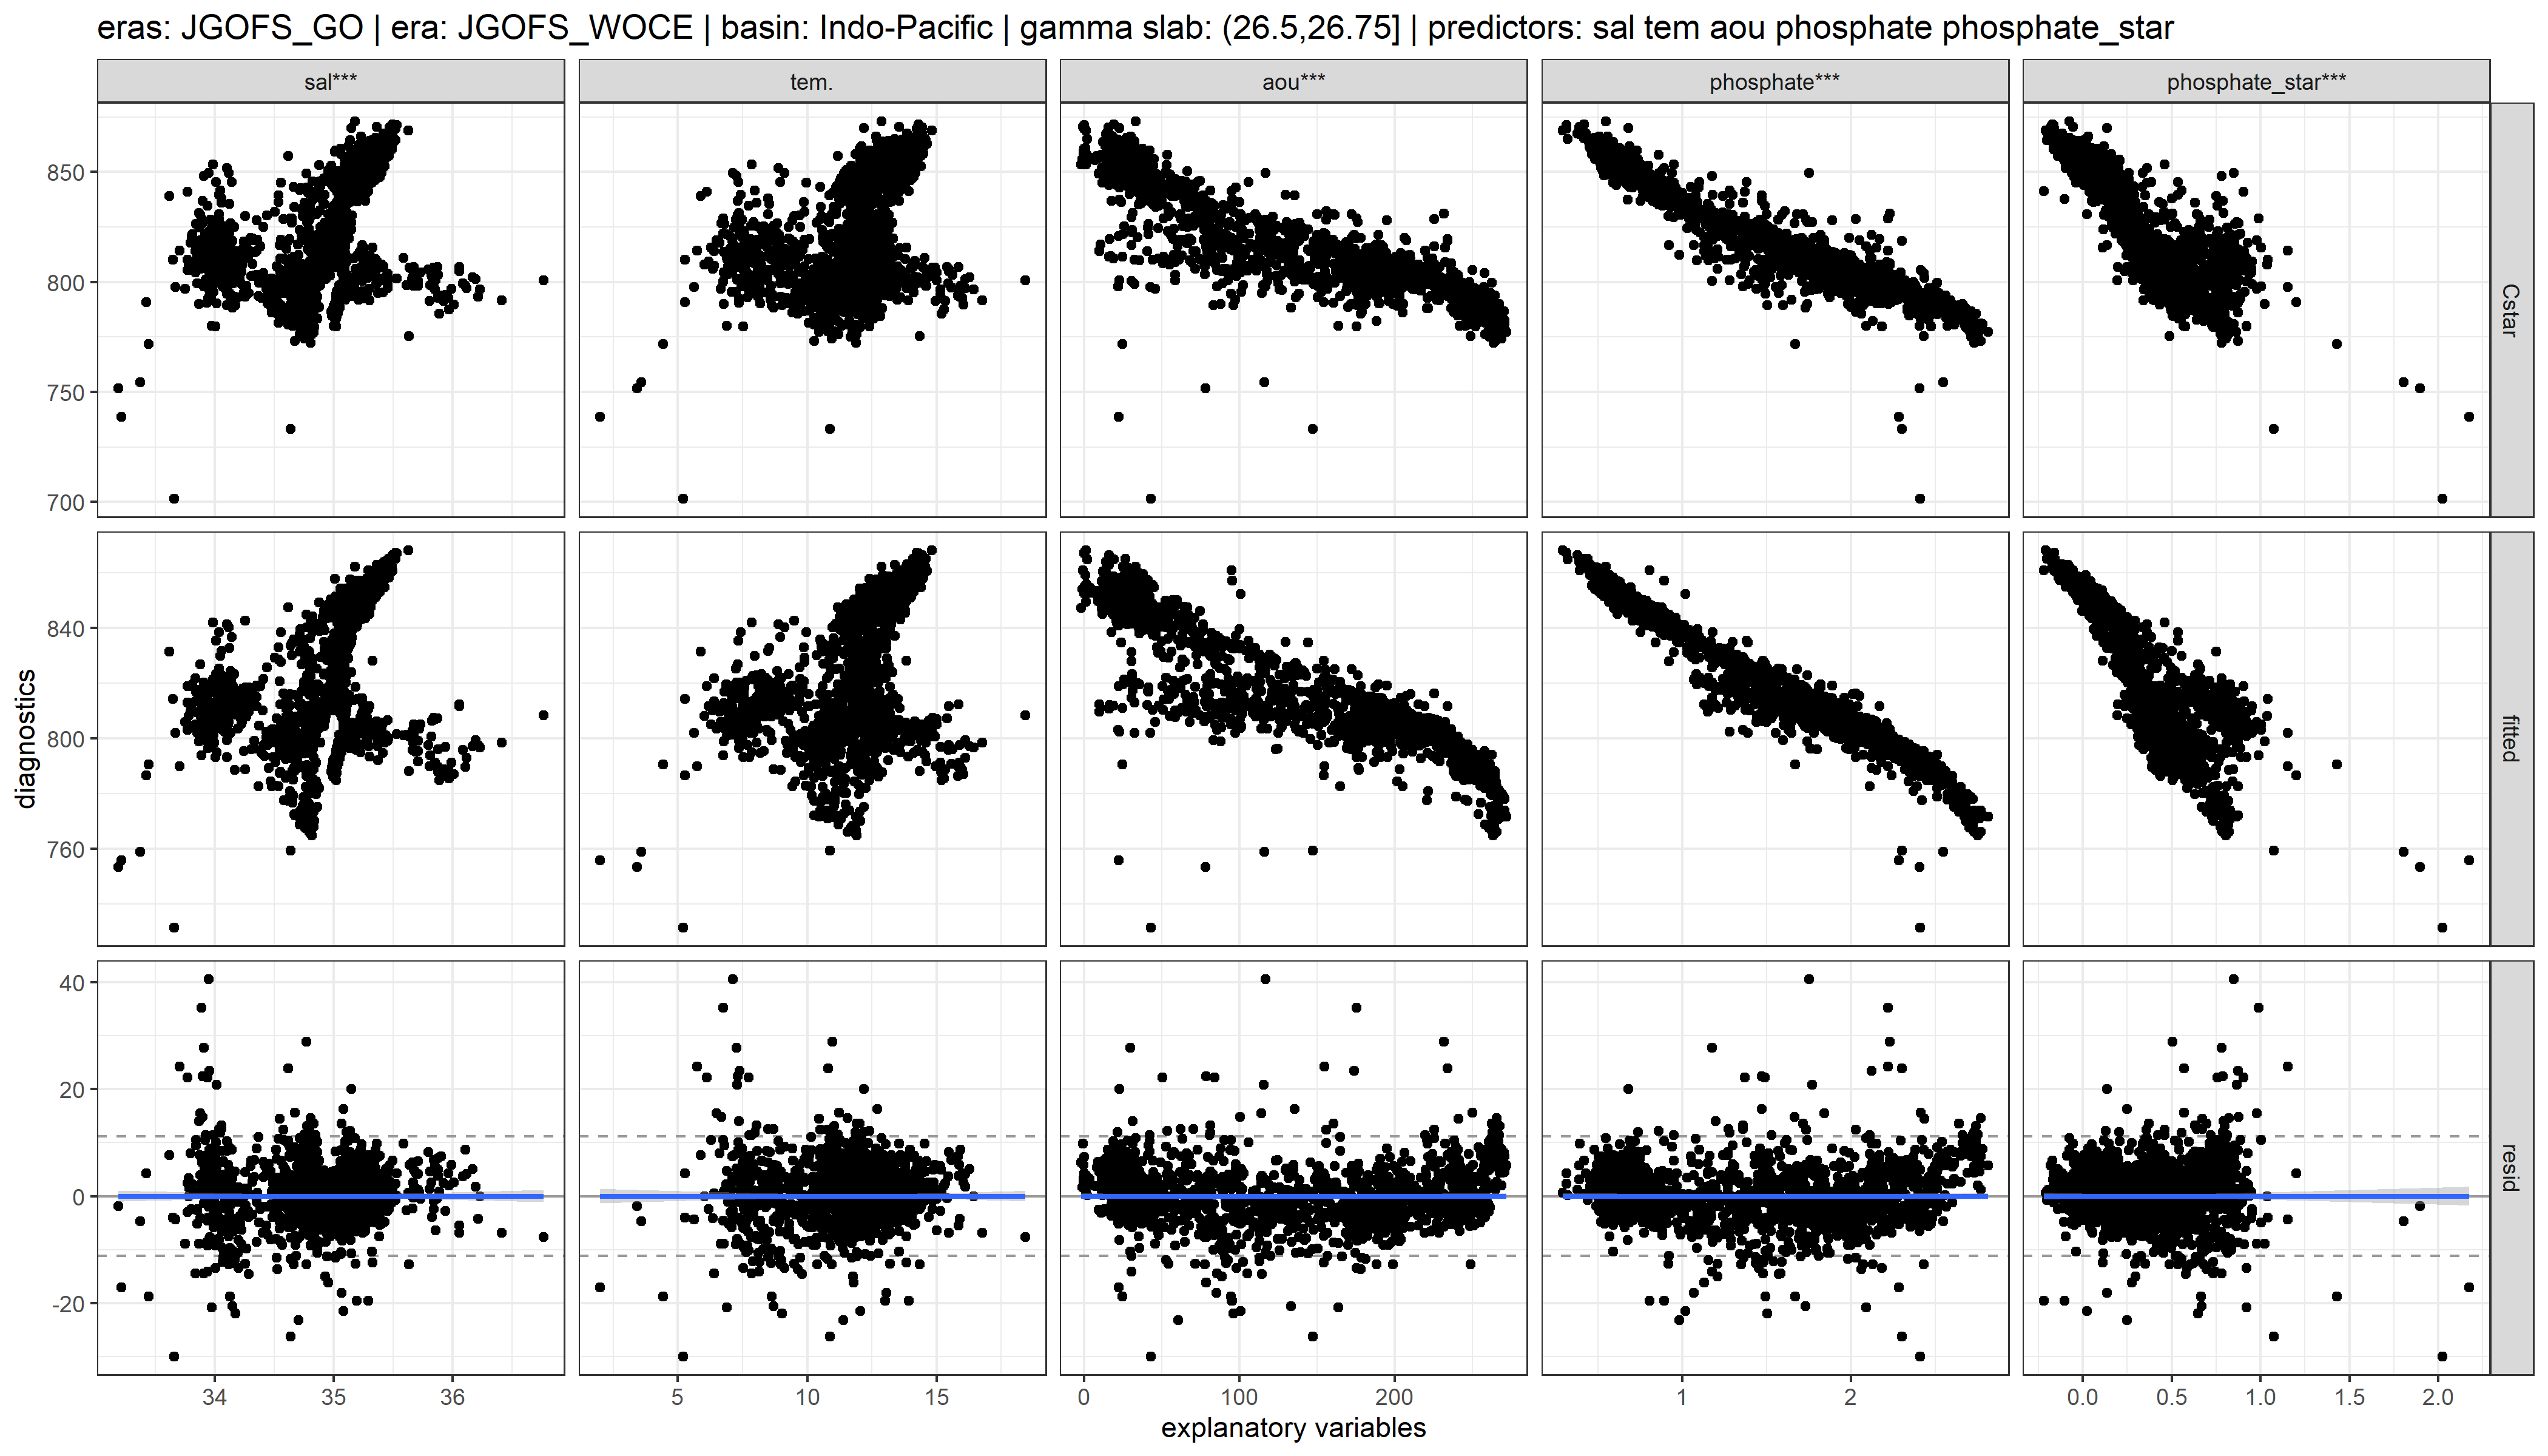 eras: JGOFS_GO | era: JGOFS_WOCE | basin: Indo-Pacific | gamma slab: (26.5,26.75] | predictors: sal tem aou phosphate phosphate_star
sal*** tem. aou*** phosphate*** phosphate_star***
850
800
750
700
Cstar
840
800
760
fitted
diagnostics
40
20
0
-20
resid
34 35 36 5 10 15 0 100 200 1 2 0.0 0.5 1.0 1.5 2.0
explanatory variables